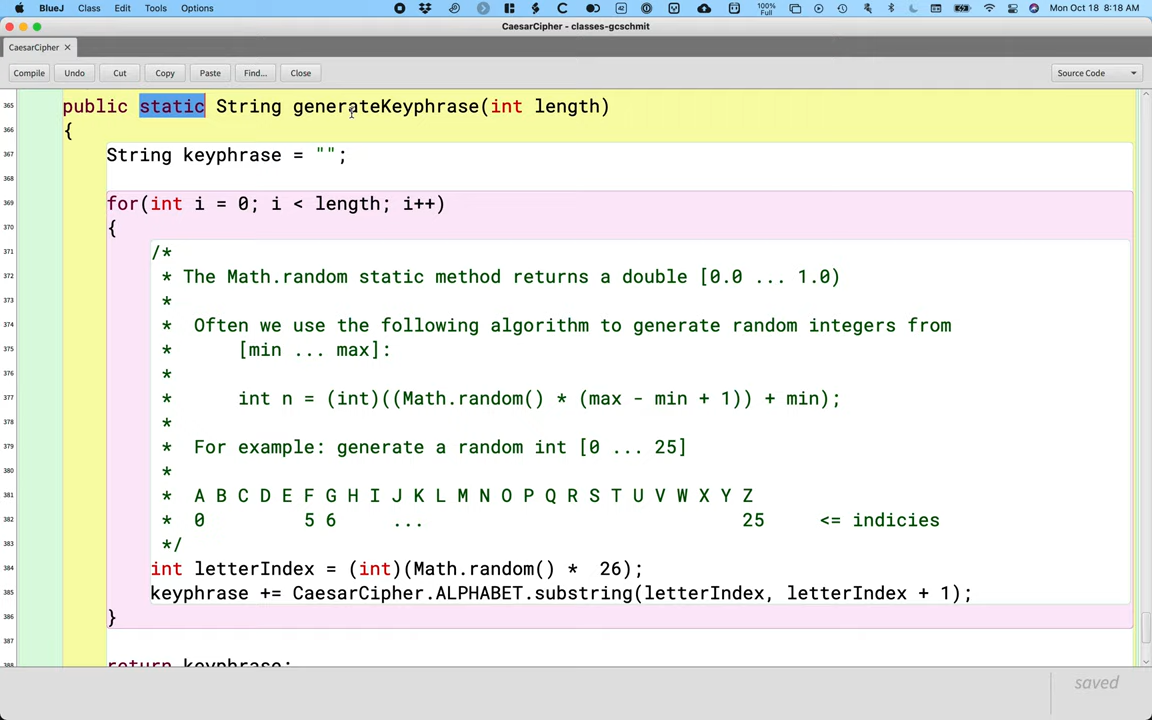 BlueJ Class Edit Tools Options 42 100% Full Mon Oct 18 8:18 AM
CaesarCipher - classes-gcschmit
CaesarCipher ×
Compile Undo Cut Copy Paste Find... Close Source Code
365 public static String generateKeyphrase(int length)
366 {
367 String keyphrase = "";
368
369 for(int i = 0; i < length; i++)
370 {
371 /*
372 * The Math.random static method returns a double [0.0 ... 1.0)
373 *
374 * Often we use the following algorithm to generate random integers from
375 * [min ... max]:
376 *
377 * int n = (int)((Math.random() * (max - min + 1)) + min);
378 *
379 * For example: generate a random int [0 ... 25]
380 *
381 * A B C D E F G H I J K L M N O P Q R S T U V W X Y Z
382 * 0 5 6 ... 25 <= indicies
383 */
384 int letterIndex = (int)(Math.random() * 26);
385 keyphrase += CaesarCipher.ALPHABET.substring(letterIndex, letterIndex + 1);
386 }
387
388 return keyphrase;
saved